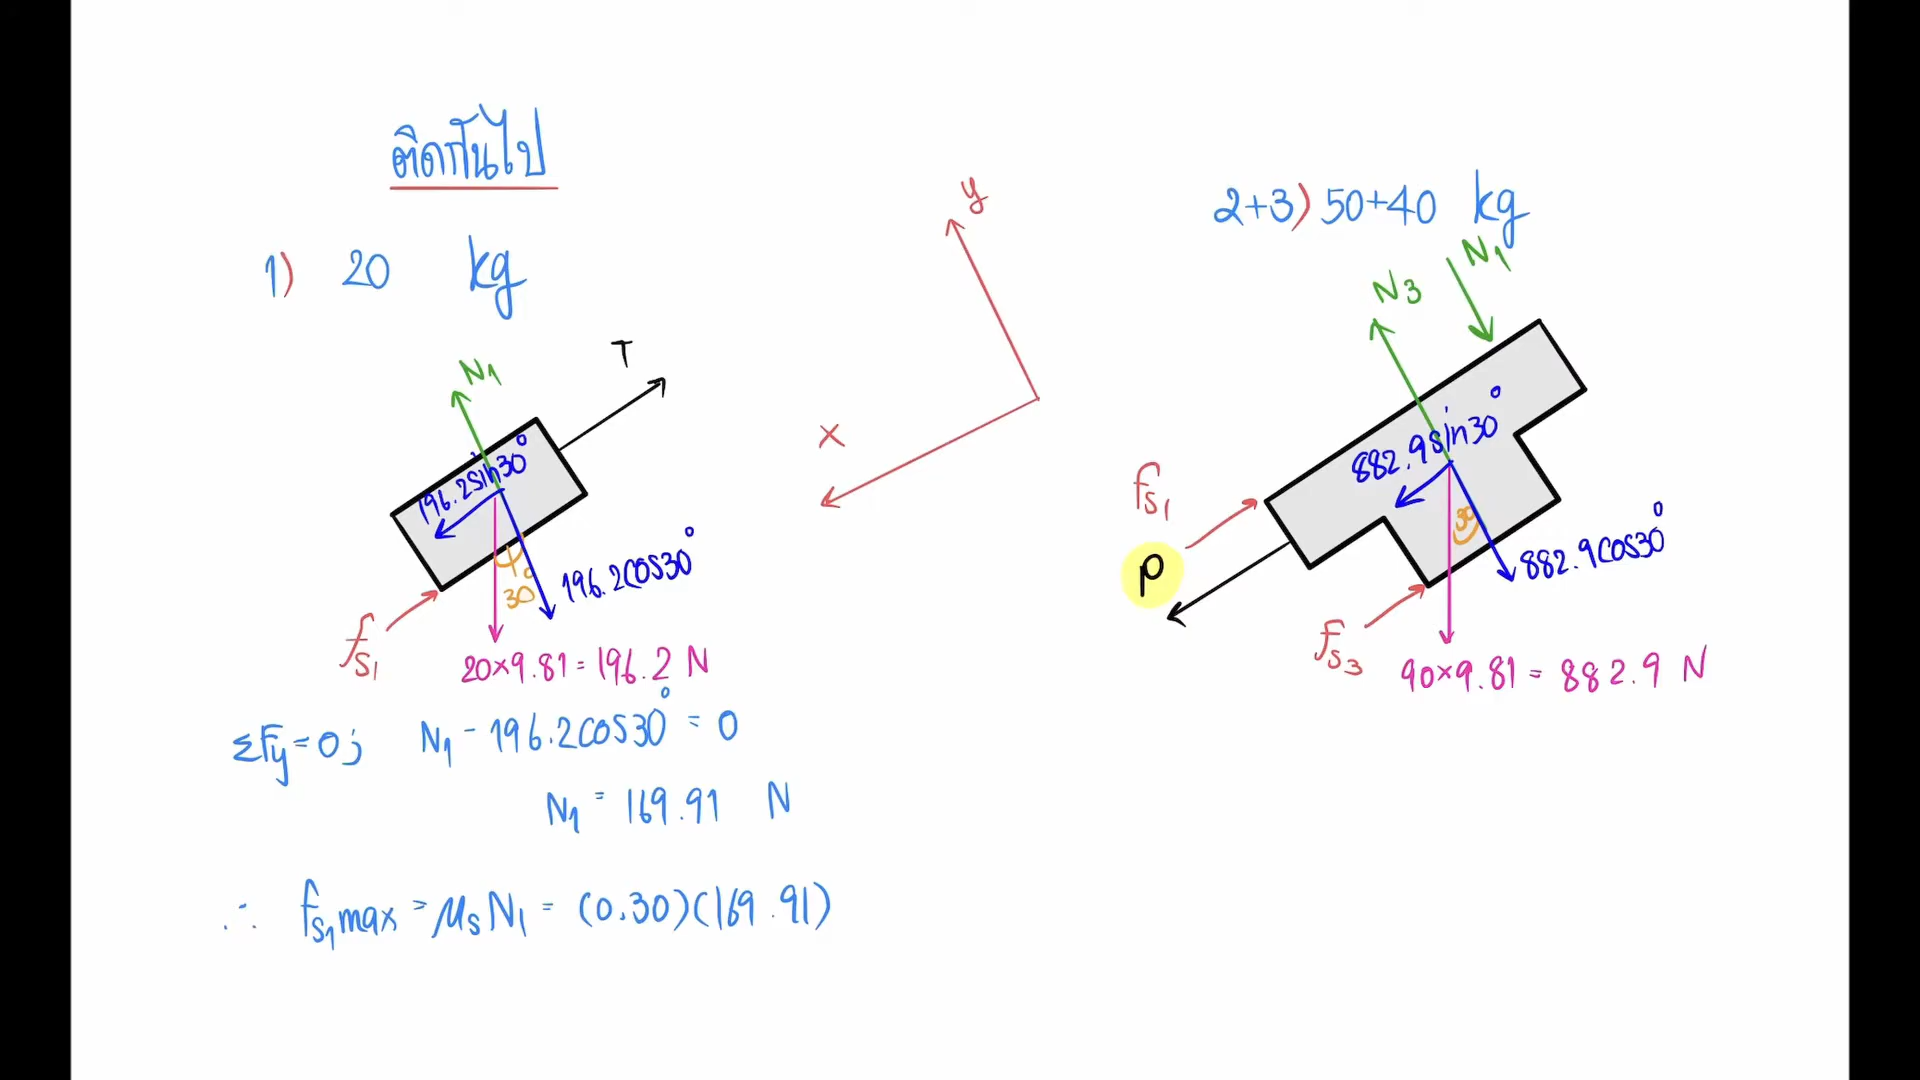 ติดกันไป
1) 20 kg
N1
T
196.2sin30°
196.2cos30°
30°
fs1
20×9.81=196.2 N
ΣFy=0; N1 - 196.2cos30° = 0
N1 = 169.91 N
∴ fs1max = μsN1 = (0.30)(169.91)
y
x
2+3) 50+40 kg
N1
N3
882.9sin30°
fs1
P
30
882.9cos30°
fs3
90×9.81 = 882.9 N